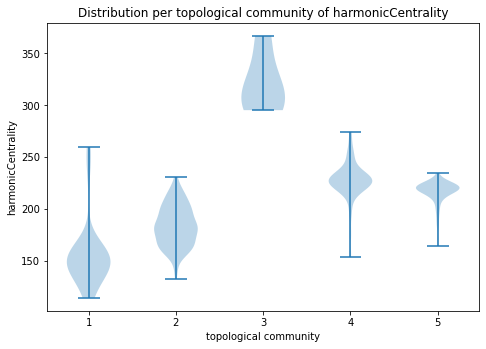 Distribution per topological community of harmonicCentrality
350
300
250
200
150
harmonicCentrality
1 2 3 4 5
topological community